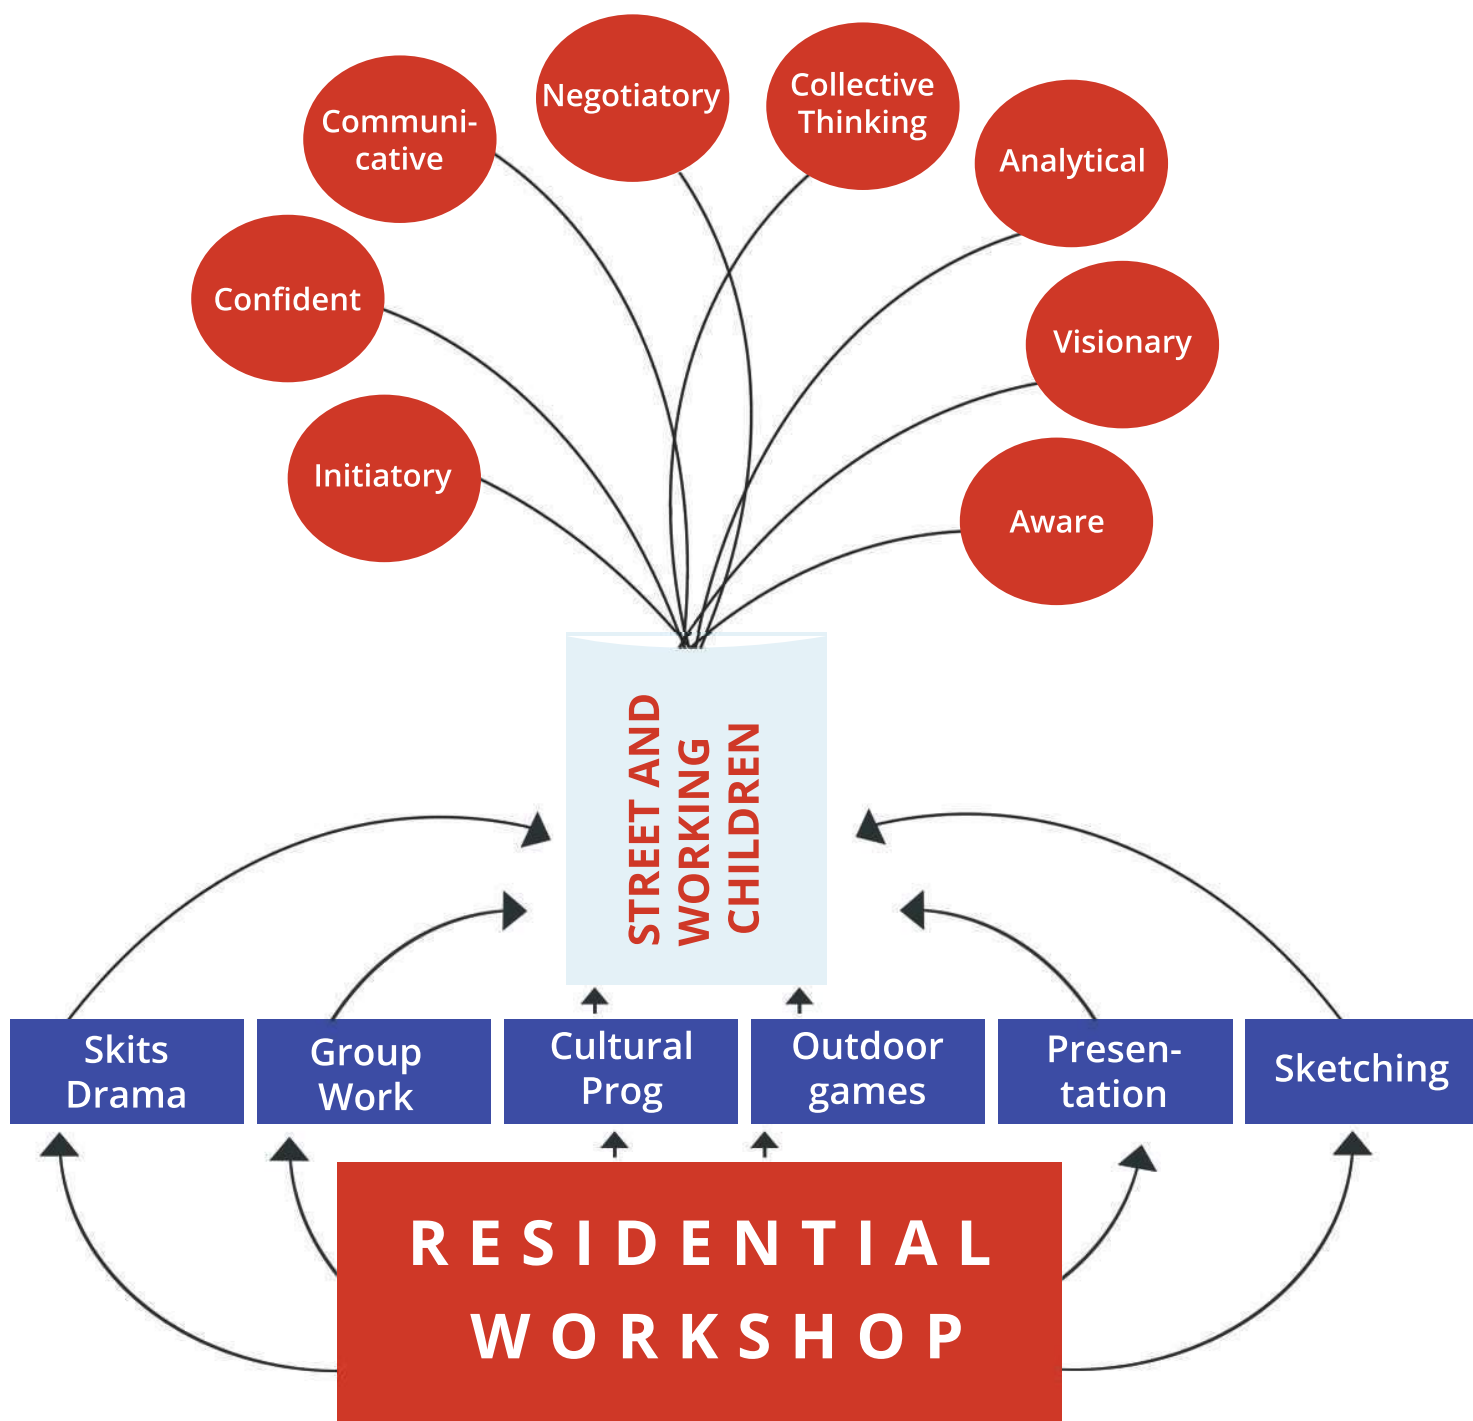 Negotiatory
Collective
Thinking
Communi-
cative
Analytical
Confident
Visionary
Initiatory
Aware
STREET AND
WORKING
CHILDREN
Skits
Drama
Group
Work
Cultural
Prog
Outdoor
games
Presen-
tation
Sketching
RESIDENTIAL
WORKSHOP